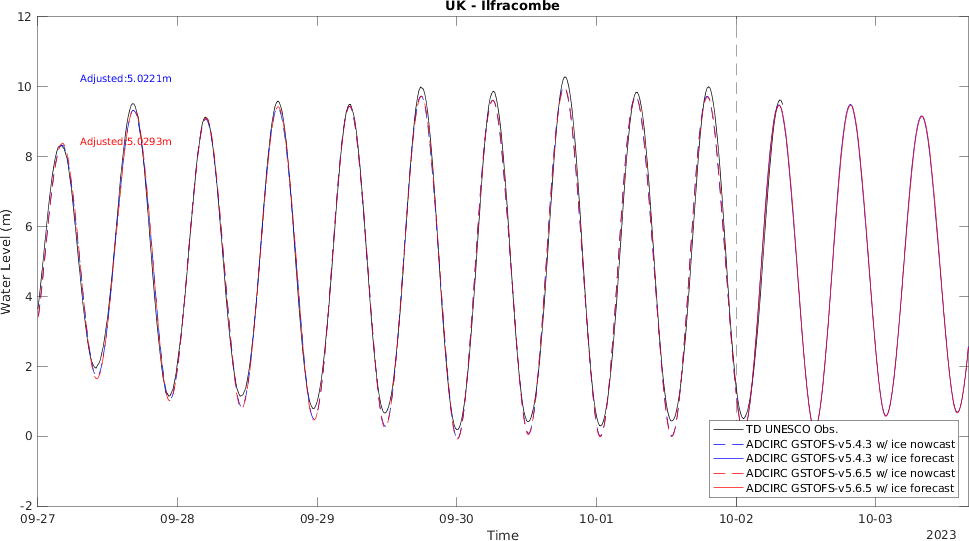 UK - Ilfracombe
Adjusted:5.0221m
Adjusted:5.0293m
Water Level (m)
12
10
8
6
4
2
0
-2
09-27
09-28
09-29
09-30
10-01
10-02
10-03
Time
2023
TD UNESCO Obs.
ADCIRC GSTOFS-v5.4.3 w/ ice nowcast
ADCIRC GSTOFS-v5.4.3 w/ ice forecast
ADCIRC GSTOFS-v5.6.5 w/ ice nowcast
ADCIRC GSTOFS-v5.6.5 w/ ice forecast